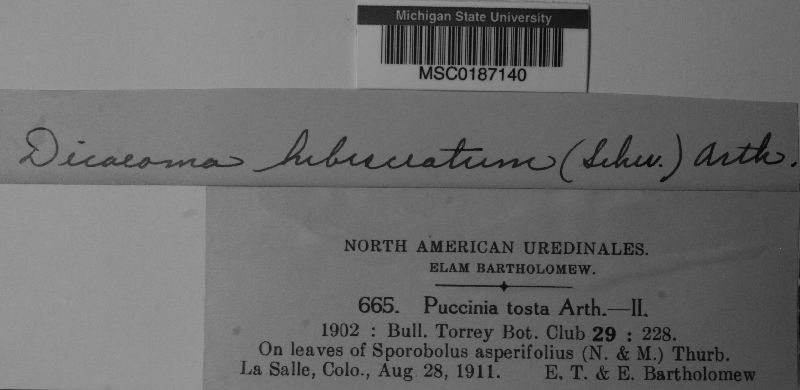 Michigan State University
MSC0187140
Dicaeoma hibisciatum (Schw.) Arth.
NORTH AMERICAN UREDINALES.
ELAM BARTHOLOMEW.
665. Puccinia tosta Arth.—II.
1902 : Bull. Torrey Bot. Club 29 : 228.
On leaves of Sporobolus asperifolius (N. & M.) Thurb.
La Salle, Colo., Aug. 28, 1911. E. T. & E. Bartholomew